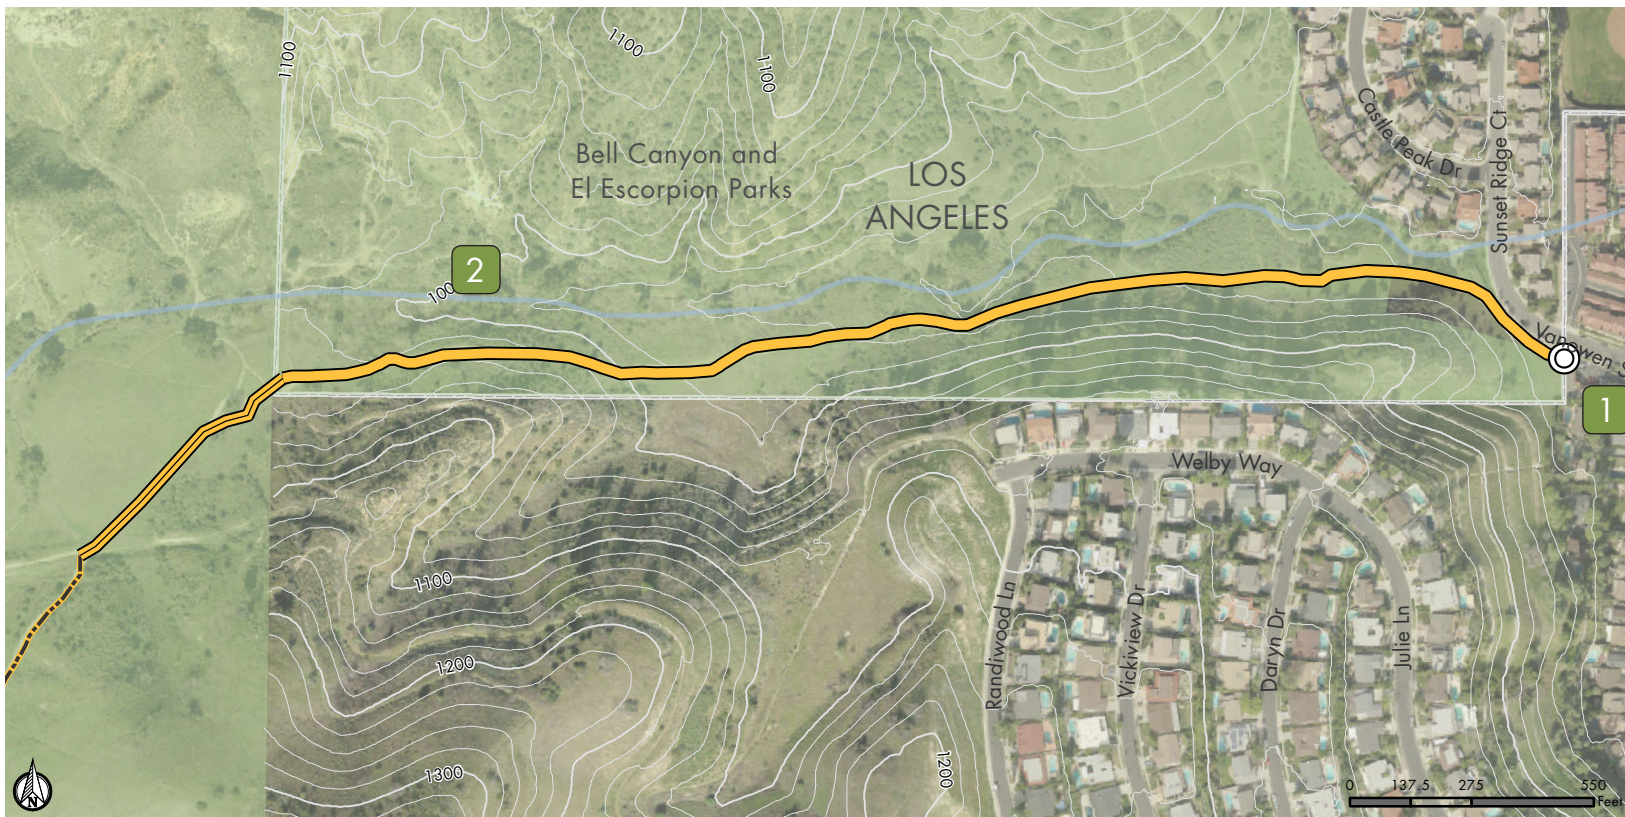 1100
1100
1100
Castle Peak Dr
Sunset Ridge Ct
Bell Canyon and
El Escorpion Parks
LOS
ANGELES
2
100
Vanowen S
1
Welby Way
1100
1200
1300
1200
Randiwood Ln
Vickiview Dr
Daryn Dr
Julie Ln
N
0 137.5 275 550
Feet